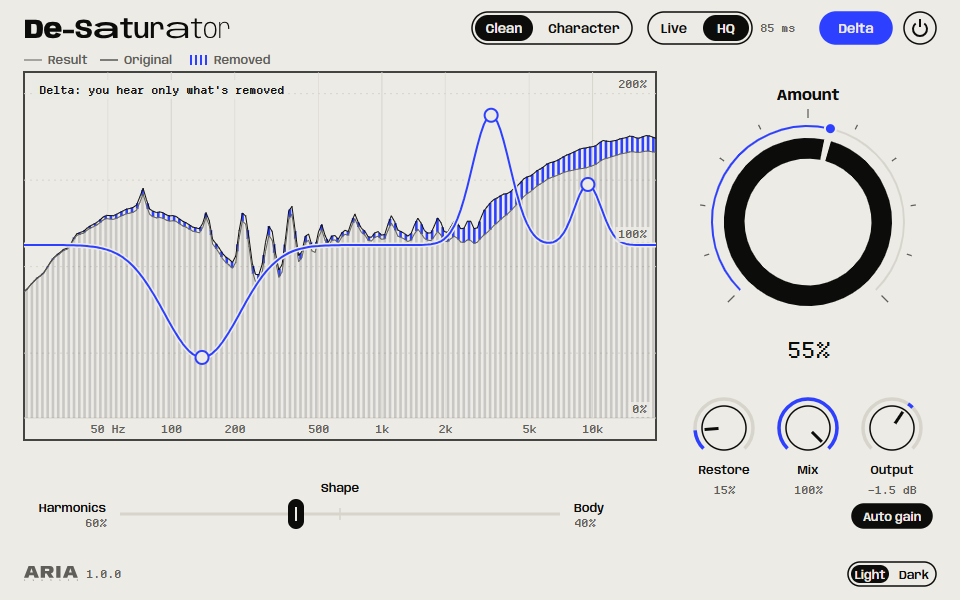 De-Saturator
Clean Character Live HQ 85 ms Delta
Result Original Removed
Delta: you hear only what's removed
200%
100%
0%
50 Hz 100 200 500 1k 2k 5k 10k
Amount
55%
Restore Mix Output
15% 100% -1.5 dB
Auto gain
Shape
Harmonics Body
60% 40%
ARIA 1.0.0
Light Dark